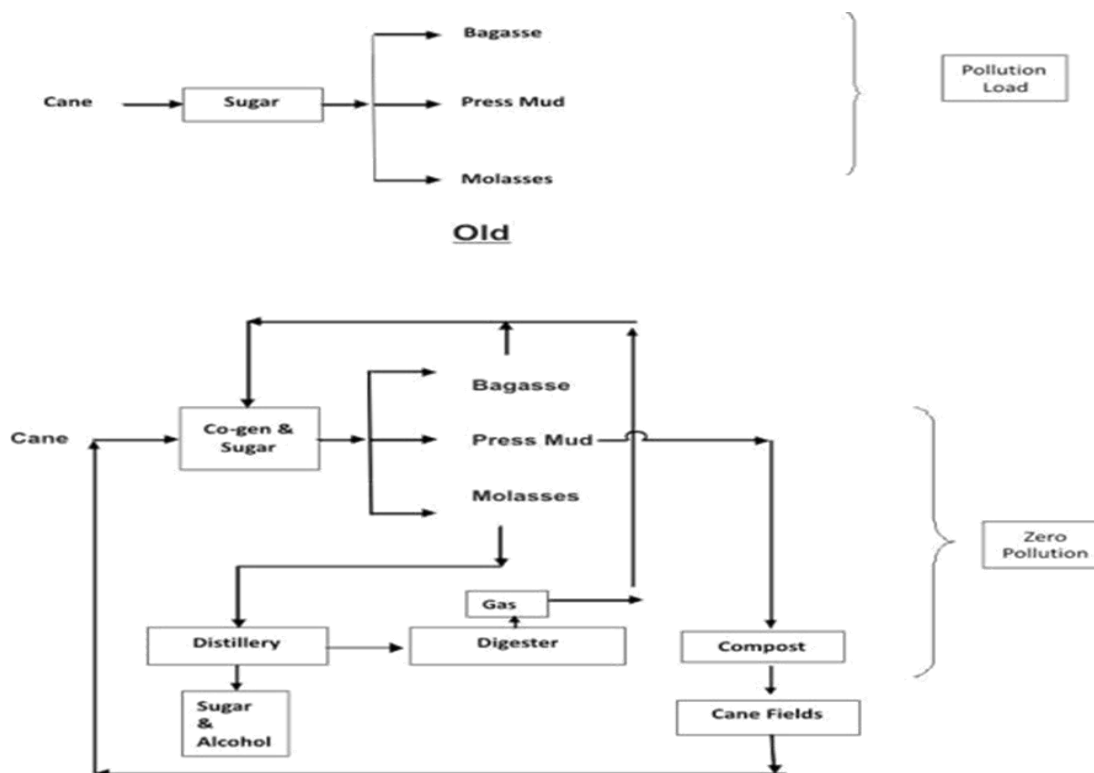 Bagasse
Pollution
Load
Cane
Sugar
Press Mud
Molasses
Old
Bagasse
Cane
Co-gen &
Sugar
Press Mud
Molasses
Zero
Pollution
Gas
Distillery
Digester
Compost
Sugar
&
Alcohol
Cane Fields